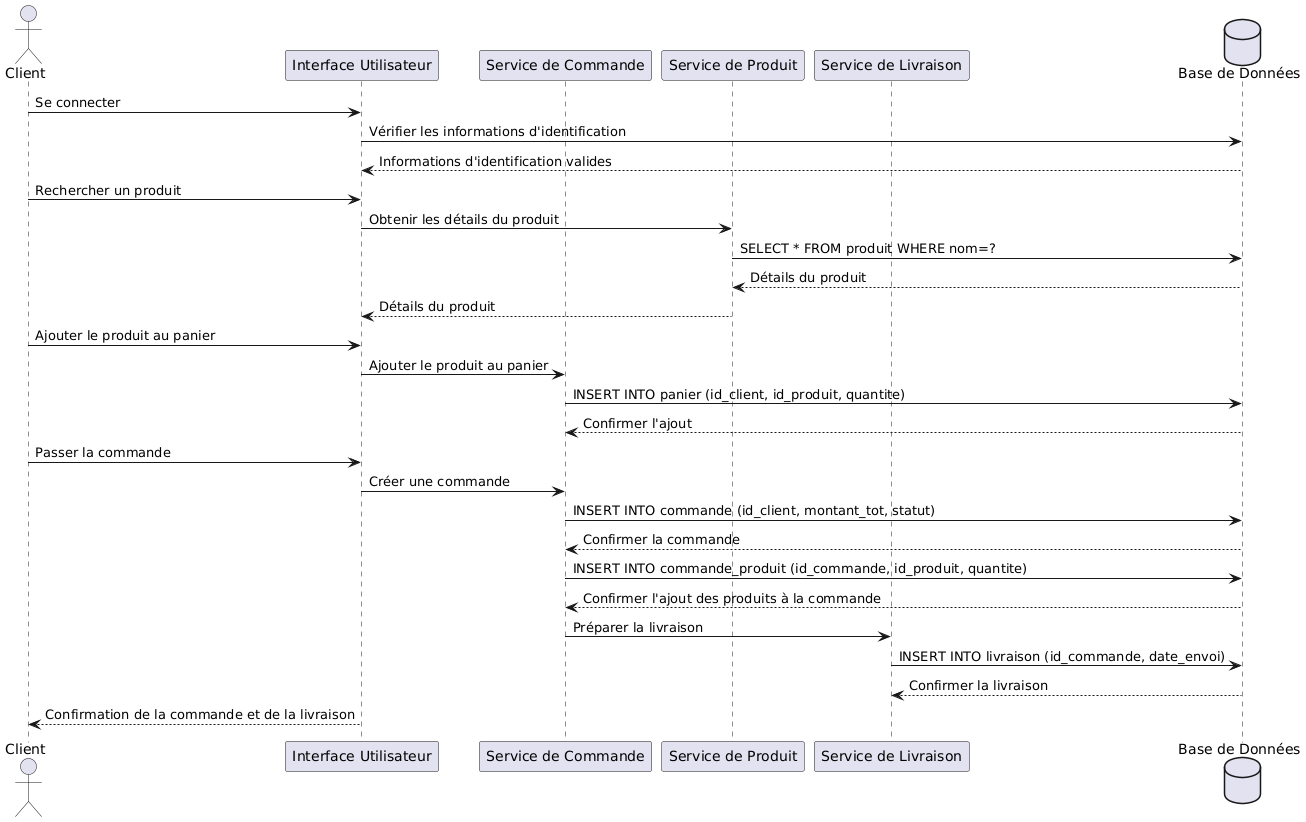 Client
Interface Utilisateur
Service de Commande
Service de Produit
Service de Livraison
Base de Données
Se connecter
Vérifier les informations d'identification
Informations d'identification valides
Rechercher un produit
Obtenir les détails du produit
SELECT * FROM produit WHERE nom=?
Détails du produit
Détails du produit
Ajouter le produit au panier
Ajouter le produit au panier
INSERT INTO panier (id_client, id_produit, quantite)
Confirmer l'ajout
Passer la commande
Créer une commande
INSERT INTO commande (id_client, montant_tot, statut)
Confirmer la commande
INSERT INTO commande_produit (id_commande, id_produit, quantite)
Confirmer l'ajout des produits à la commande
Préparer la livraison
INSERT INTO livraison (id_commande, date_envoi)
Confirmer la livraison
Confirmation de la commande et de la livraison
Client
Interface Utilisateur
Service de Commande
Service de Produit
Service de Livraison
Base de Données